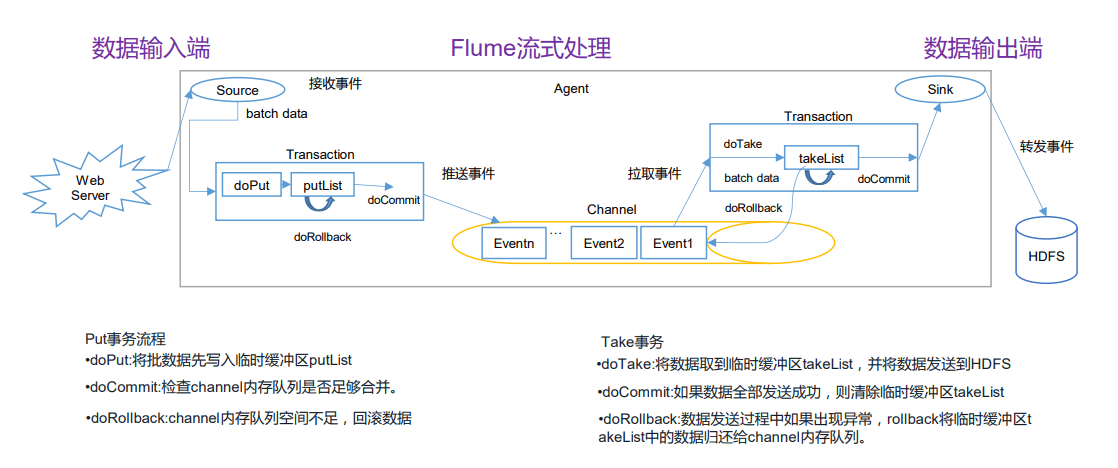 数据输入端
Flume流式处理
数据输出端
Source
接收事件
Agent
Sink
batch data
Transaction
Web
Server
Transaction
doPut
putList
doCommit
doRollback
推送事件
拉取事件
doTake
takeList
batch data
doCommit
doRollback
转发事件
Channel
Eventn
...
Event2
Event1
HDFS
Put事务流程
•doPut:将批数据先写入临时缓冲区putList
•doCommit:检查channel内存队列是否足够合并。
•doRollback:channel内存队列空间不足，回滚数据
Take事务
•doTake:将数据取到临时缓冲区takeList，并将数据发送到HDFS
•doCommit:如果数据全部发送成功，则清除临时缓冲区takeList
•doRollback:数据发送过程中如果出现异常，rollback将临时缓冲区t
akeList中的数据归还给channel内存队列。